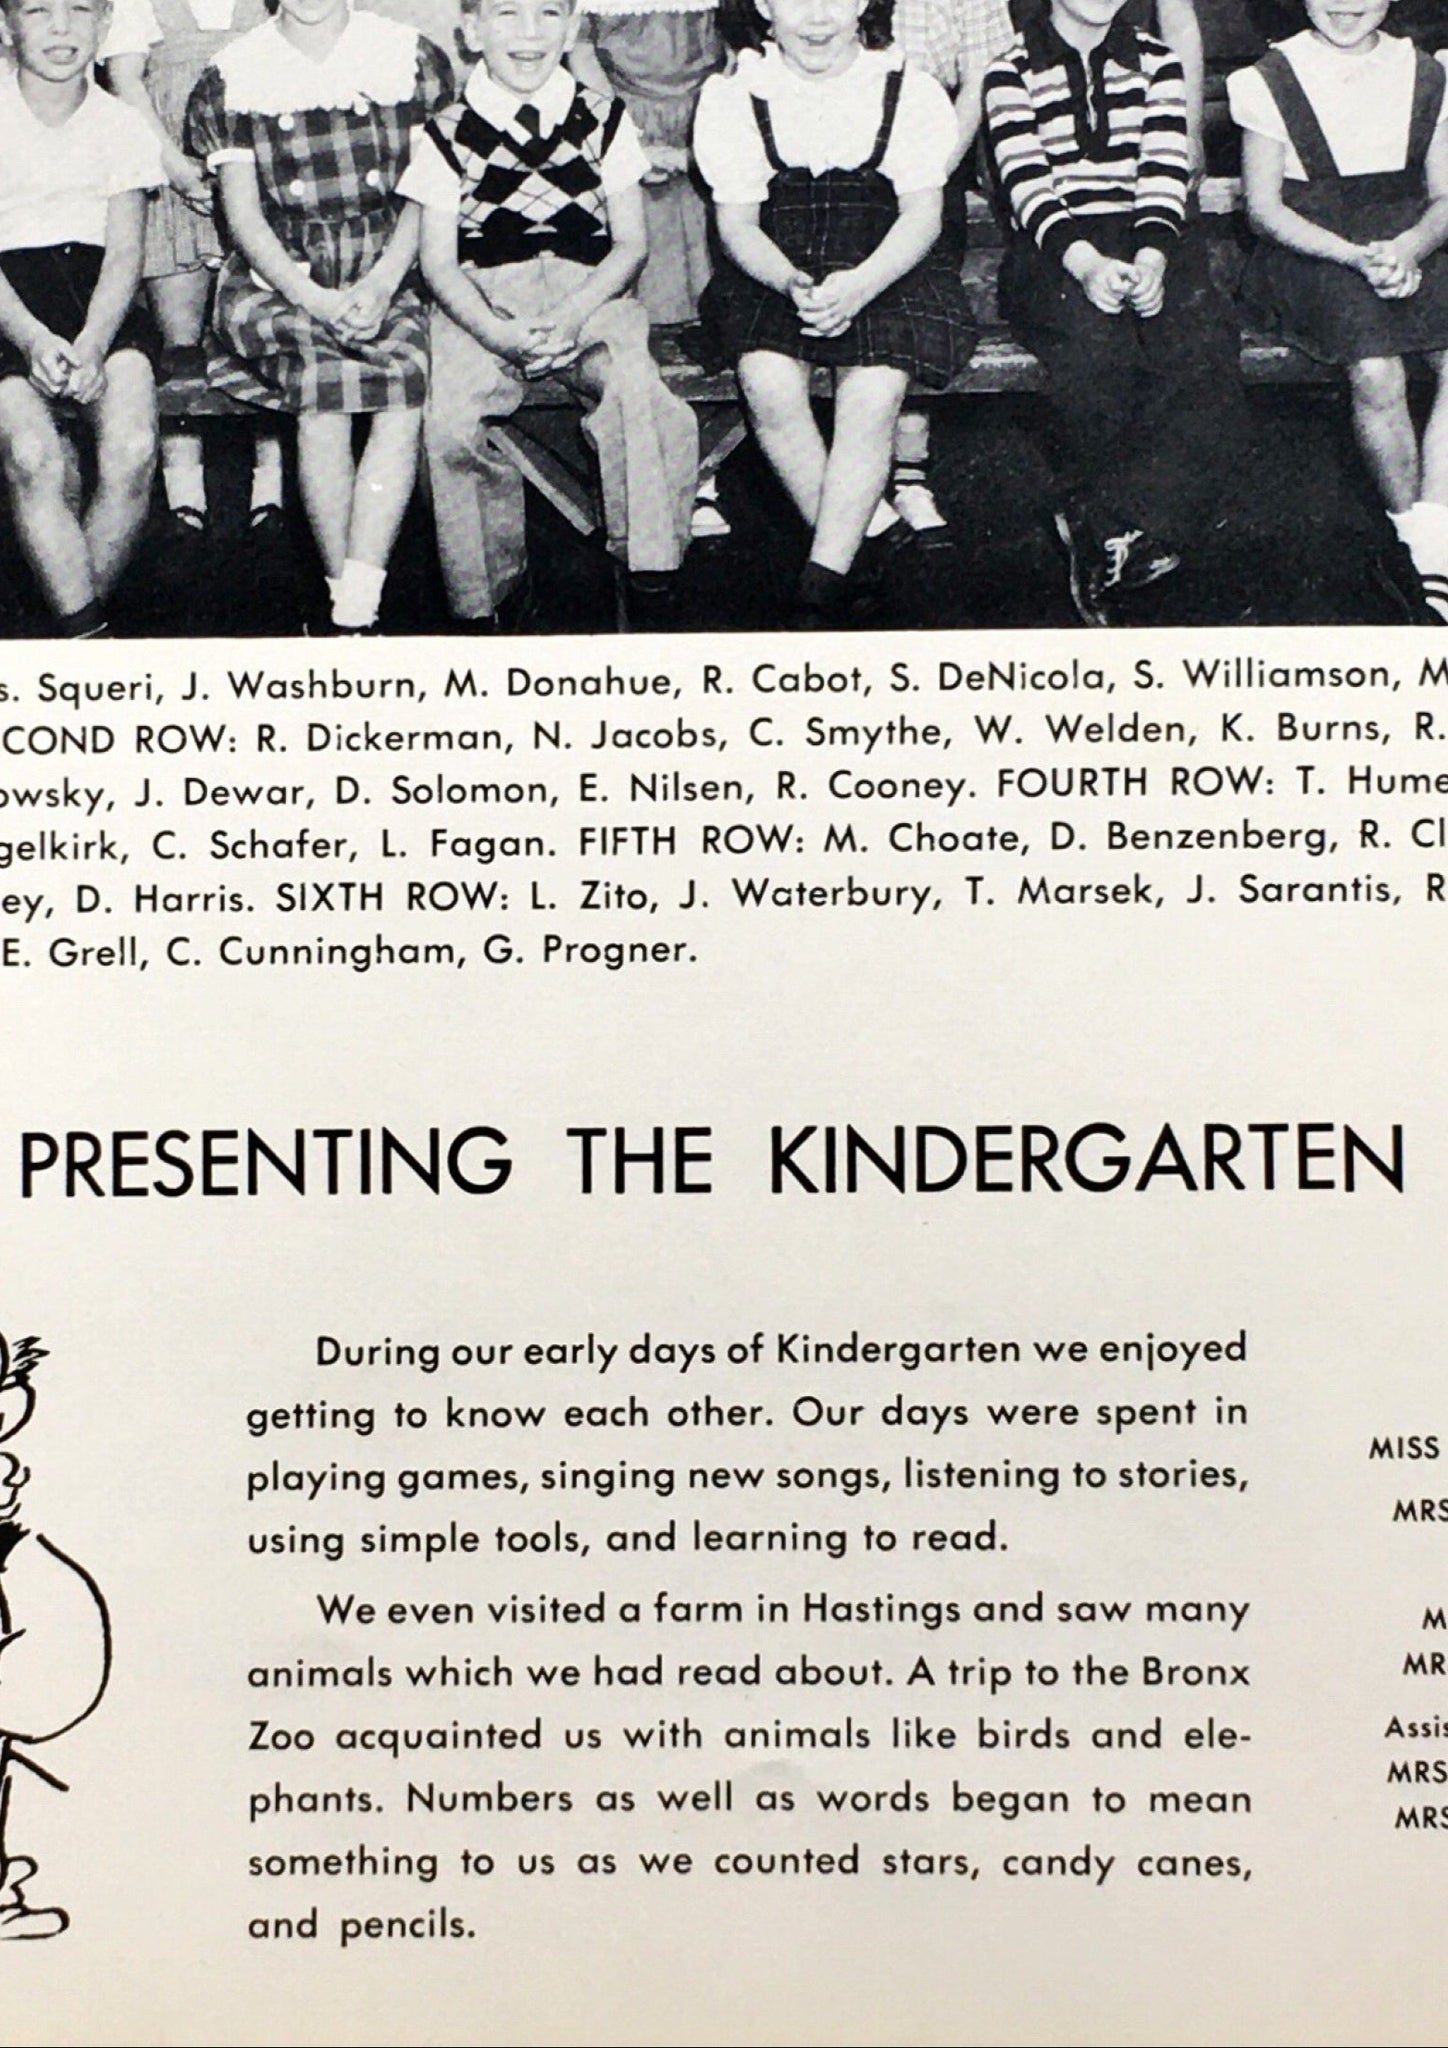 s. Squeri, J. Washburn, M. Donahue, R. Cabot, S. DeNicola, S. Williamson, M
COND ROW: R. Dickerman, N. Jacobs, C. Smythe, W. Welden, K. Burns, R.
owsky, J. Dewar, D. Solomon, E. Nilsen, R. Cooney. FOURTH ROW: T. Hume
gelkirk, C. Schafer, L. Fagan. FIFTH ROW: M. Choate, D. Benzenberg, R. Cl
ey, D. Harris. SIXTH ROW: L. Zito, J. Waterbury, T. Marsek, J. Sarantis, R
E. Grell, C. Cunningham, G. Progner.
PRESENTING THE KINDERGARTEN
During our early days of Kindergarten we enjoyed
getting to know each other. Our days were spent in
playing games, singing new songs, listening to stories,
using simple tools, and learning to read.
We even visited a farm in Hastings and saw many
animals which we had read about. A trip to the Bronx
Zoo acquainted us with animals like birds and ele-
phants. Numbers as well as words began to mean
something to us as we counted stars, candy canes,
and pencils.
MISS
MRS
M
MR
Assis
MRS
MRS